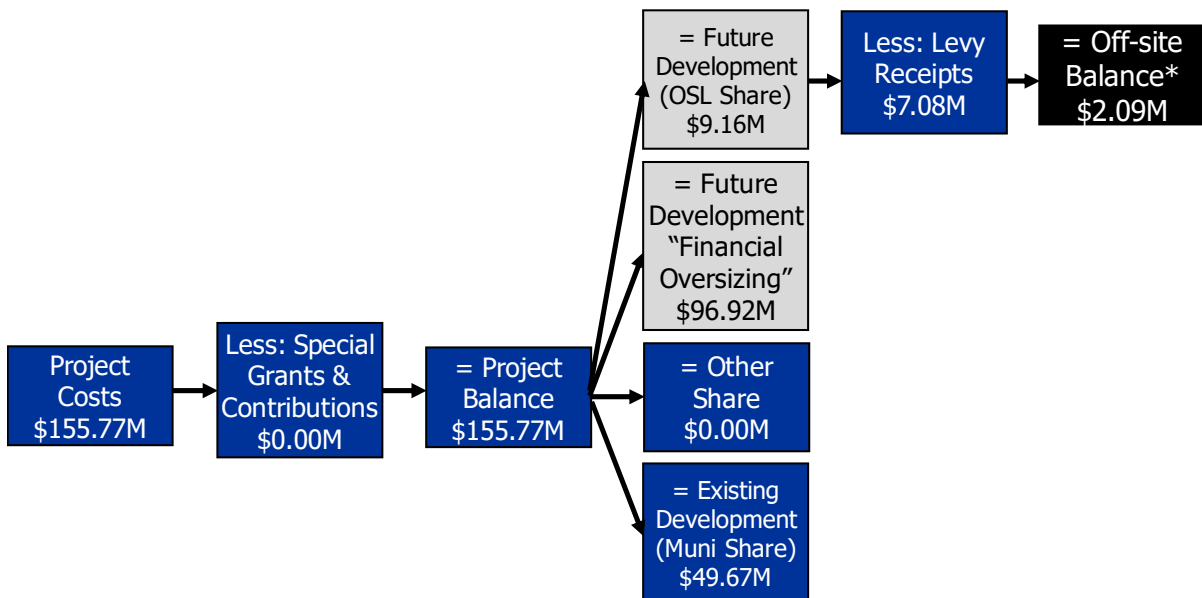 Project
Costs
$155.77M
Less: Special
Grants &
Contributions
$0.00M
= Project
Balance
$155.77M
= Future
Development
(OSL Share)
$9.16M
Less: Levy
Receipts
$7.08M
= Off-site
Balance*
$2.09M
= Future
Development
“Financial
Oversizing”
$96.92M
= Other
Share
$0.00M
= Existing
Development
(Muni Share)
$49.67M